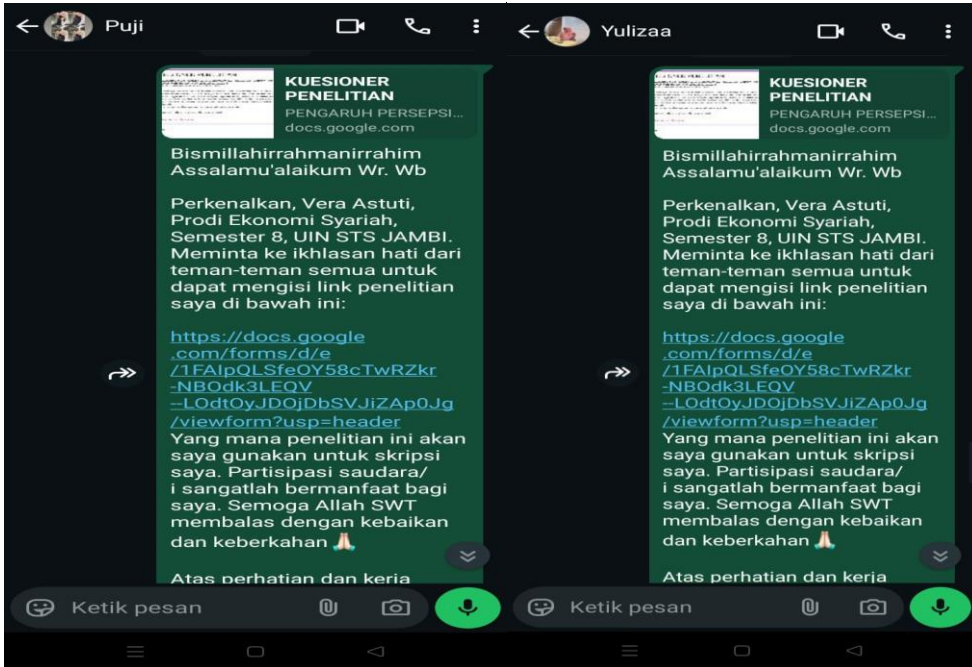 Puji
KUESIONER
PENELITIAN
PENGARUH PERSEPSI...
docs.google.com
Bismillahirrahmanirrahim
Assalamu'alaikum Wr. Wb
Perkenalkan, Vera Astuti,
Prodi Ekonomi Syariah,
Semester 8, UIN STS JAMBI.
Meminta ke ikhlasan hati dari
teman-teman semua untuk
dapat mengisi link penelitian
saya di bawah ini:
https://docs.google
.com/forms/d/e
/1FAIpQLSfeOY58cTwRZkr
-NBOdk3LEQV
--LOdtOyJDOjDbSVJiZAp0Jg
/viewform?usp=header
Yang mana penelitian ini akan
saya gunakan untuk skripsi
saya. Partisipasi saudara/
i sangatlah bermanfaat bagi
saya. Semoga Allah SWT
membalas dengan kebaikan
dan keberkahan 🙏🏻
Atas perhatian dan kerja
Ketik pesan
Yulizaa
KUESIONER
PENELITIAN
PENGARUH PERSEPSI...
docs.google.com
Bismillahirrahmanirrahim
Assalamu'alaikum Wr. Wb
Perkenalkan, Vera Astuti,
Prodi Ekonomi Syariah,
Semester 8, UIN STS JAMBI.
Meminta ke ikhlasan hati dari
teman-teman semua untuk
dapat mengisi link penelitian
saya di bawah ini:
https://docs.google
.com/forms/d/e
/1FAIpQLSfeOY58cTwRZkr
-NBOdk3LEQV
--LOdtOyJDOjDbSVJiZAp0Jg
/viewform?usp=header
Yang mana penelitian ini akan
saya gunakan untuk skripsi
saya. Partisipasi saudara/
i sangatlah bermanfaat bagi
saya. Semoga Allah SWT
membalas dengan kebaikan
dan keberkahan 🙏🏻
Atas perhatian dan kerja
Ketik pesan